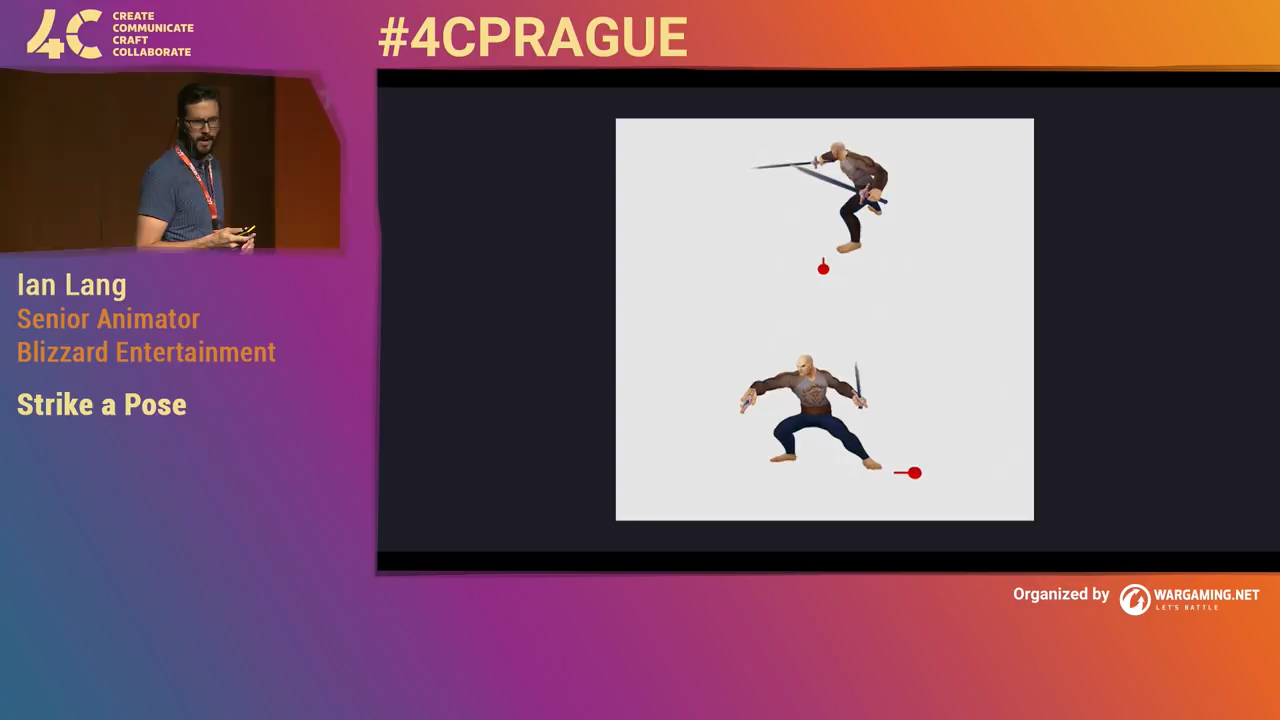 4C
CREATE
COMMUNICATE
CRAFT
COLLABORATE
#4CPRAGUE
Ian Lang
Senior Animator
Blizzard Entertainment
Strike a Pose
Organized by
WARGAMING.NET
LET'S BATTLE